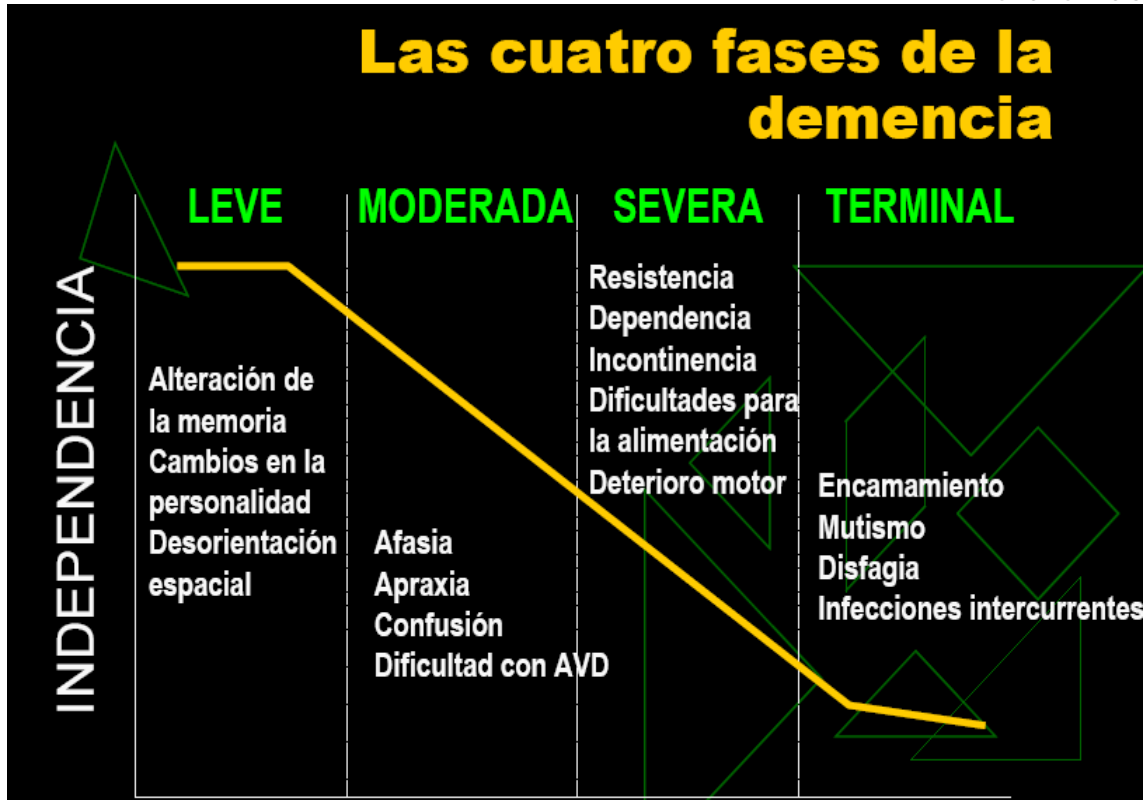 Las cuatro fases de la
demencia
INDEPENDENCIA
LEVE
Alteración de
la memoria
Cambios en la
personalidad
Desorientación
espacial
MODERADA
Afasia
Apraxia
Confusión
Dificultad con AVD
SEVERA
Resistencia
Dependencia
Incontinencia
Dificultades para
la alimentación
Deterioro motor
TERMINAL
Encamamiento
Mutismo
Disfagia
Infecciones intercurrentes